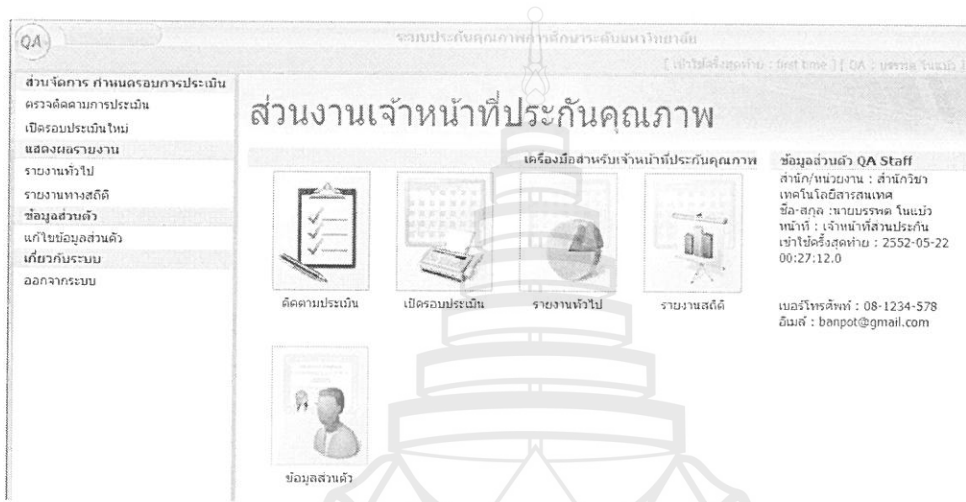 QA
ระบบประกันคุณภาพการศึกษาระดับมหาวิทยาลัย
[ เข้าใช้ครั้งสุดท้าย : first time ] [ QA : บรรพต โนแบ้ว ]
ส่วนจัดการ กำหนดรอบการประเมิน
ตรวจติดตามการประเมิน
เปิดรอบประเมินใหม่
แสดงผลรายงาน
รายงานทั่วไป
รายงานทางสถิติ
ข้อมูลส่วนตัว
แก้ไขข้อมูลส่วนตัว
เกี่ยวกับระบบ
ออกจากระบบ
ส่วนงานเจ้าหน้าที่ประกันคุณภาพ
เครื่องมือสำหรับเจ้าหน้าที่ประกันคุณภาพ
ติดตามประเมิน
เปิดรอบประเมิน
รายงานทั่วไป
รายงานสถิติ
ข้อมูลส่วนตัว
ข้อมูลส่วนตัว QA Staff
สำนัก/หน่วยงาน : สำนักวิชา
เทคโนโลยีสารสนเทศ
ชื่อ-สกุล :นายบรรพต โนแบ้ว
หน้าที่ : เจ้าหน้าที่ส่วนประกัน
เข้าใช้ครั้งสุดท้าย : 2552-05-22
00:27:12.0
เบอร์โทรศัพท์ : 08-1234-578
อีเมล์ : banpot@gmail.com